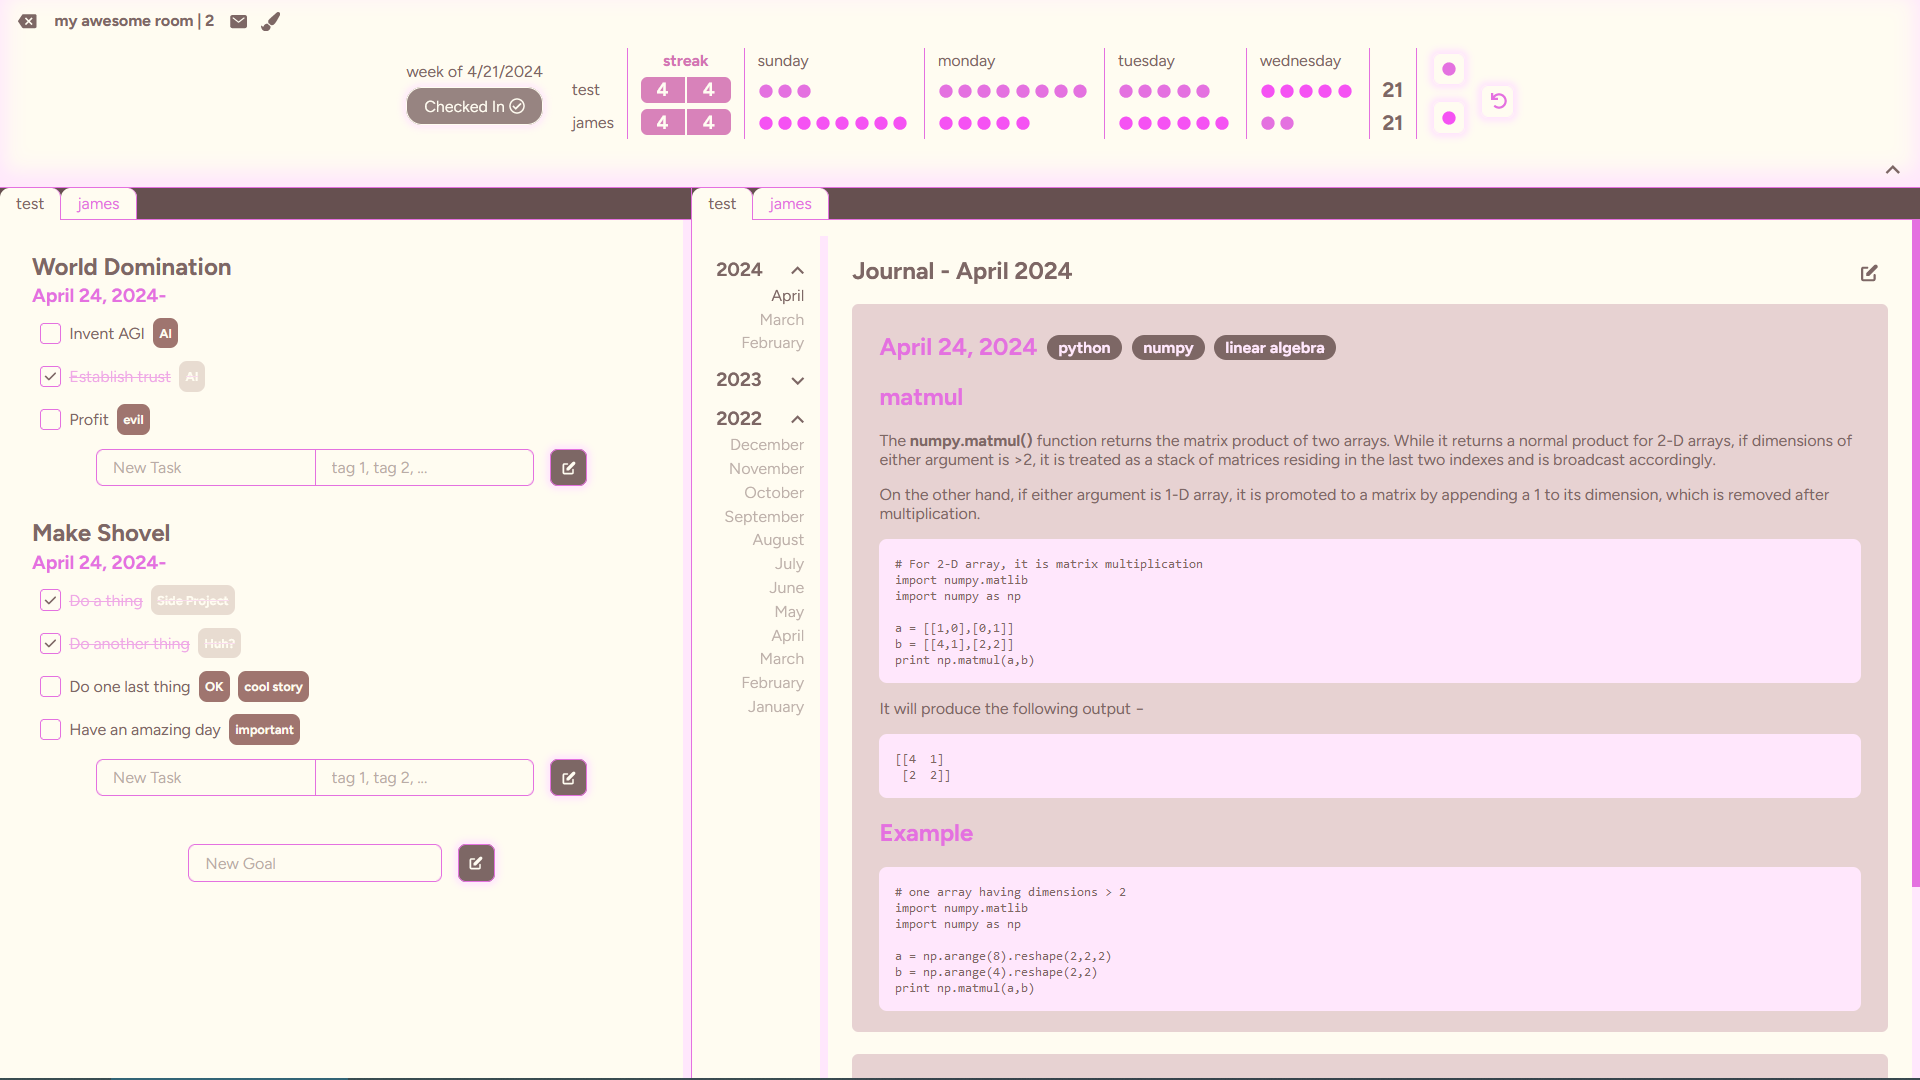 my awesome room | 2
week of 4/21/2024
Checked In
streak sunday monday tuesday wednesday
test 4 4 21
james 4 4 21
test james
World Domination
April 24, 2024-
Invent AGI AI
Establish trust AI
Profit evil
New Task tag 1, tag 2, ...
Make Shovel
April 24, 2024-
Do a thing Side Project
Do another thing Huh?
Do one last thing OK cool story
Have an amazing day important
New Task tag 1, tag 2, ...
New Goal
test james
2024
April
March
February
2023
2022
December
November
October
September
August
July
June
May
April
March
February
January
Journal - April 2024
April 24, 2024 python numpy linear algebra
matmul
The numpy.matmul() function returns the matrix product of two arrays. While it returns a normal product for 2-D arrays, if dimensions of
either argument is >2, it is treated as a stack of matrices residing in the last two indexes and is broadcast accordingly.
On the other hand, if either argument is 1-D array, it is promoted to a matrix by appending a 1 to its dimension, which is removed after
multiplication.
# For 2-D array, it is matrix multiplication
import numpy.matlib
import numpy as np
a = [[1,0],[0,1]]
b = [[4,1],[2,2]]
print np.matmul(a,b)
It will produce the following output −
[[4  1]
 [2  2]]
Example
# one array having dimensions > 2
import numpy.matlib
import numpy as np
a = np.arange(8).reshape(2,2,2)
b = np.arange(4).reshape(2,2)
print np.matmul(a,b)